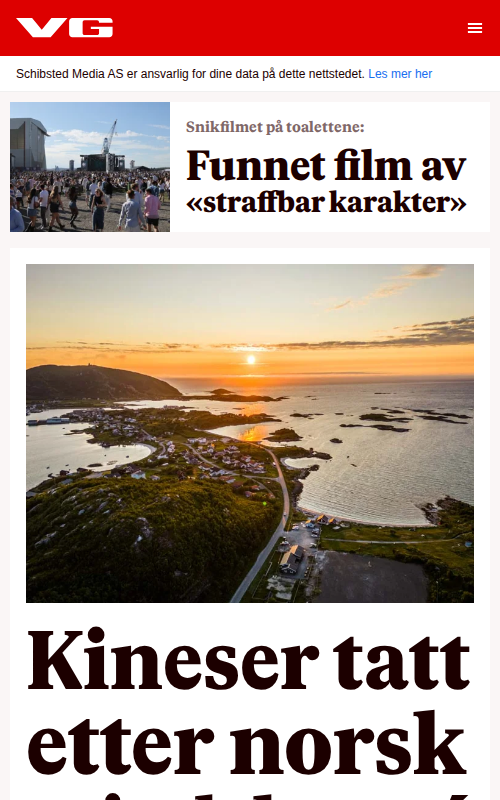 VG
Schibsted Media AS er ansvarlig for dine data på dette nettstedet. Les mer her
Snikfilmet på toalettene:
Funnet film av
«straffbar karakter»
Kineser tatt
etter norsk